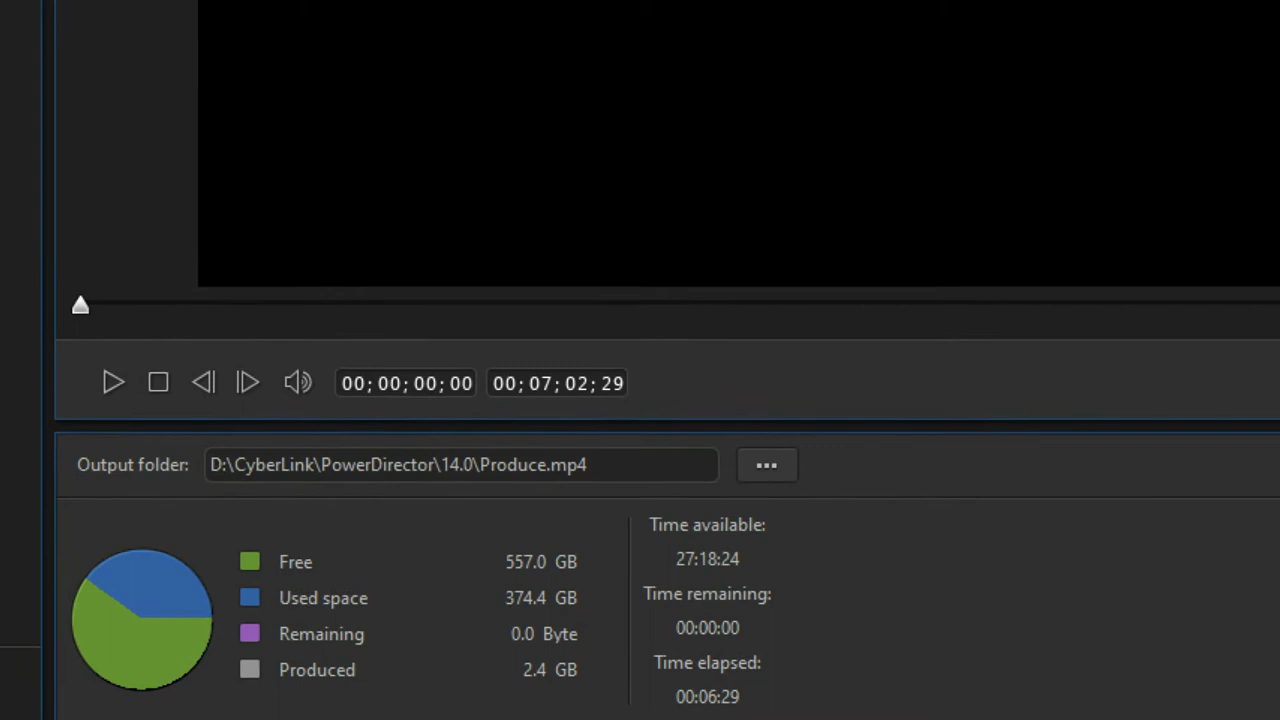 00;00;00;00 00;07;02;29
Output folder: D:\CyberLink\PowerDirector\14.0\Produce.mp4 ...
Free 557.0 GB
Used space 374.4 GB
Remaining 0.0 Byte
Produced 2.4 GB
Time available:
27:18:24
Time remaining:
00:00:00
Time elapsed:
00:06:29